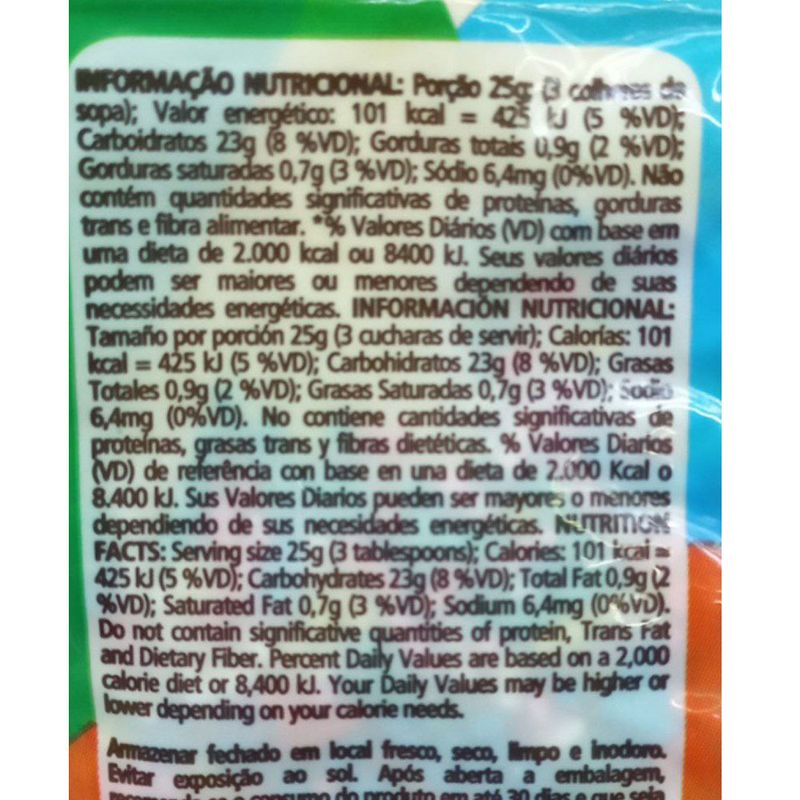 INFORMAÇÃO NUTRICIONAL: Porção 25g: (3 colheres de
sopa); Valor energético: 101 kcal = 425 kJ (5 %VD);
Carboidratos 23g (8 %VD); Gorduras totais 0,9g (2 %VD);
Gorduras saturadas 0,7g (3 %VD); Sódio 6,4mg (0%VD). Não
contém quantidades significativas de proteínas, gorduras
trans e fibra alimentar. *% Valores Diários (VD) com base em
uma dieta de 2.000 kcal ou 8400 kJ. Seus valores diários
podem ser maiores ou menores dependendo de suas
necessidades energéticas. INFORMACIÓN NUTRICIONAL:
Tamaño por porción 25g (3 cucharas de servir); Calorías: 101
kcal = 425 kJ (5 %VD); Carbohidratos 23g (8 %VD); Grasas
Totales 0,9g (2 %VD); Grasas Saturadas 0,7g (3 %VD); Sodio
6,4mg (0%VD). No contiene cantidades significativas de
proteínas, grasas trans y fibras dietéticas. % Valores Diarios
(VD) de referência con base en una dieta de 2.000 Kcal o
8.400 kJ. Sus Valores Diarios pueden ser mayores o menores
dependiendo de sus necesidades energéticas. NUTRITION
FACTS: Serving size 25g (3 tablespoons); Calories: 101 kcal =
425 kJ (5 %VD); Carbohydrates 23g (8 %VD); Total Fat 0,9g (2
%VD); Saturated Fat 0,7g (3 %VD); Sodium 6,4mg (0%VD).
Do not contain significative quantities of protein, Trans Fat
and Dietary Fiber. Percent Daily Values are based on a 2,000
calorie diet or 8,400 kJ. Your Daily Values may be higher or
lower depending on your calorie needs.
Armazenar fechado em local fresco, seco, limpo e inodoro.
Evitar exposição ao sol. Após aberta a embalagem,
recomenda-se o consumo do produto em até 30 dias e que seja